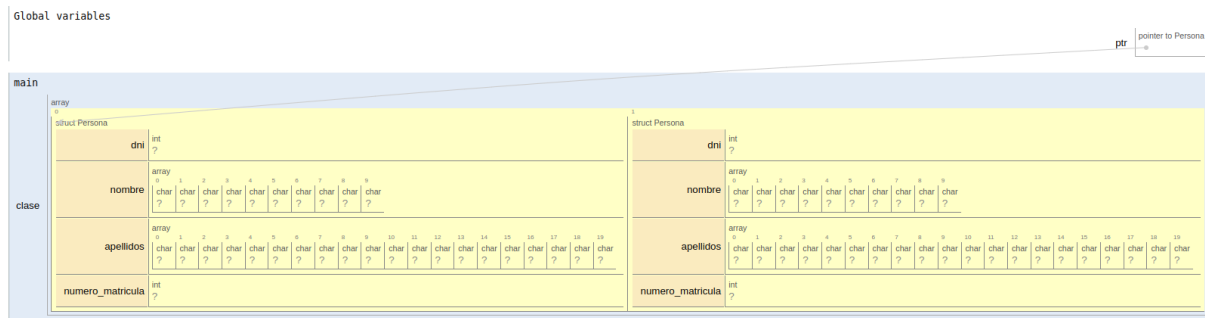 Global variables
ptr pointer to Persona
main
array
0 1
struct Persona struct Persona
dni int ? dni int ?
array array
0 1 2 3 4 5 6 7 8 9 0 1 2 3 4 5 6 7 8 9
nombre char char char char char char char char char char nombre char char char char char char char char char char
? ? ? ? ? ? ? ? ? ? ? ? ? ? ? ? ? ? ? ?
clase
array array
0 1 2 3 4 5 6 7 8 9 10 11 12 13 14 15 16 17 18 19 0 1 2 3 4 5 6 7 8 9 10 11 12 13 14 15 16 17 18 19
apellidos char char char char char char char char char char char char char char char char char char char char apellidos char char char char char char char char char char char char char char char char char char char char
? ? ? ? ? ? ? ? ? ? ? ? ? ? ? ? ? ? ? ? ? ? ? ? ? ? ? ? ? ? ? ? ? ? ? ? ? ? ? ?
numero_matricula int ? numero_matricula int ?